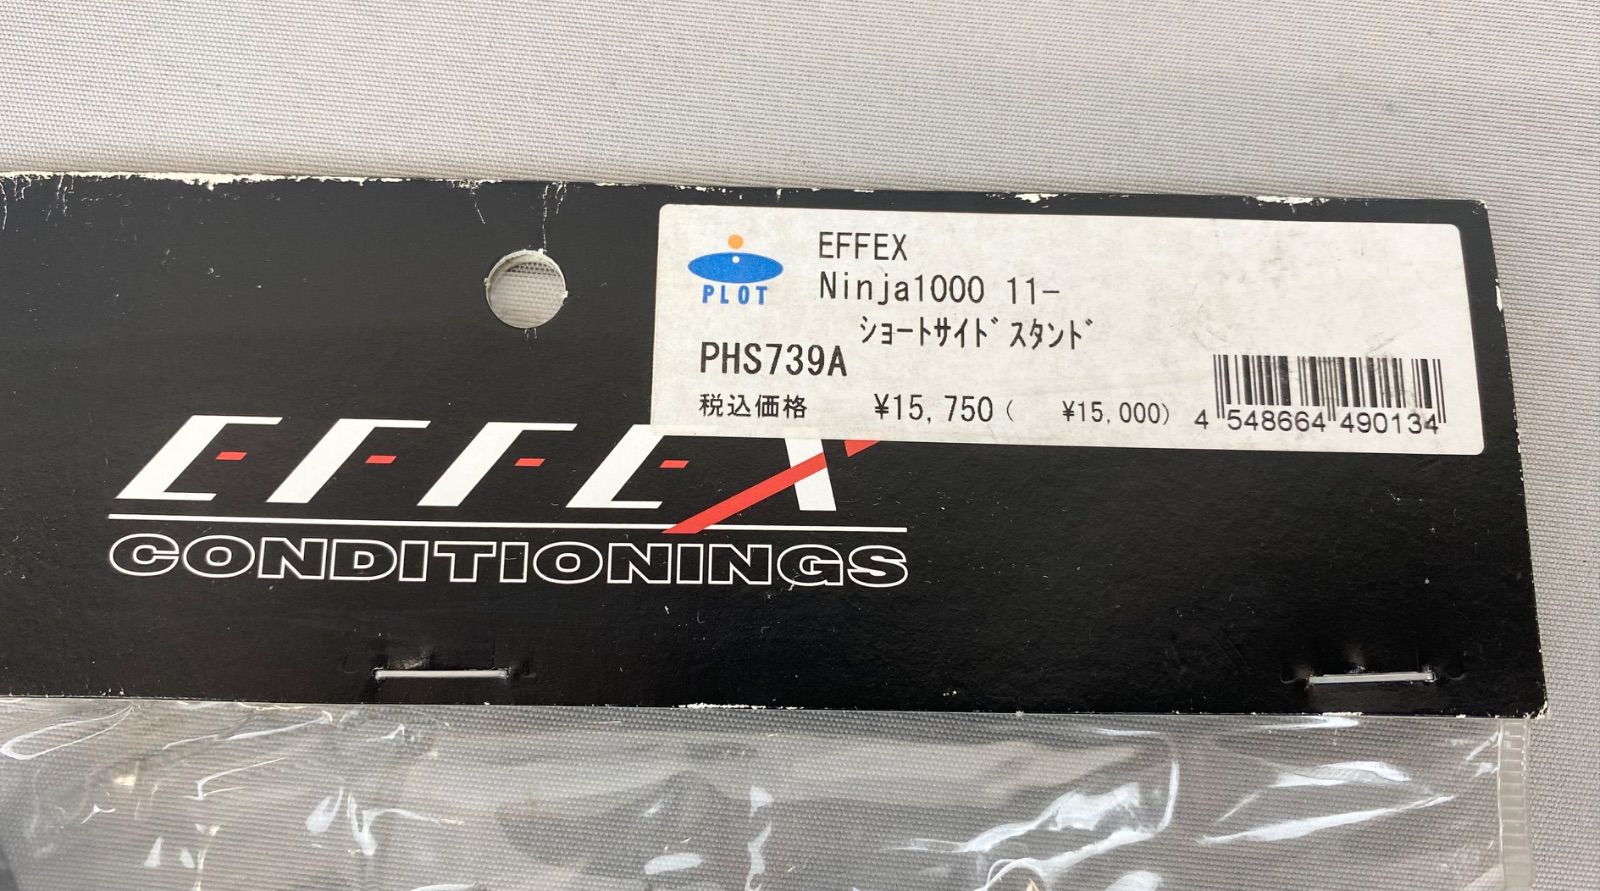 PLOT
EFFEX
Ninja1000 11-
ｼｮｰﾄｻｲﾄﾞｽﾀﾝﾄﾞ
PHS739A
税込価格 ¥15,750( ¥15,000)
4 548664 490134
EFFEX
CONDITIONINGS